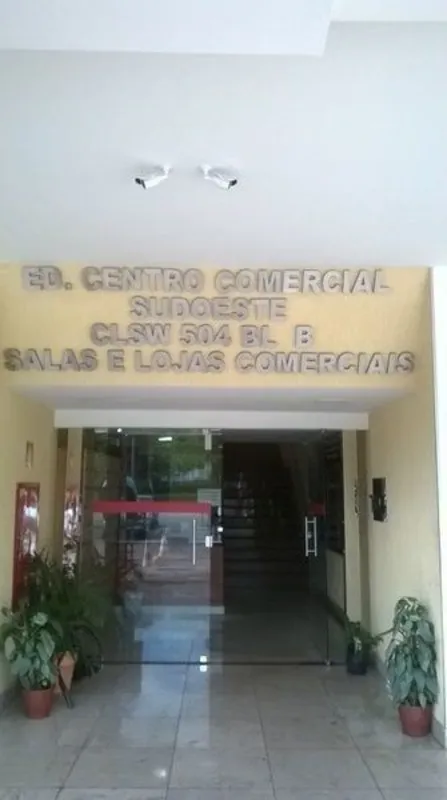 ED. CENTRO COMERCIAL
SUDOESTE
CLSW 504 BL B
SALAS E LOJAS COMERCIAIS